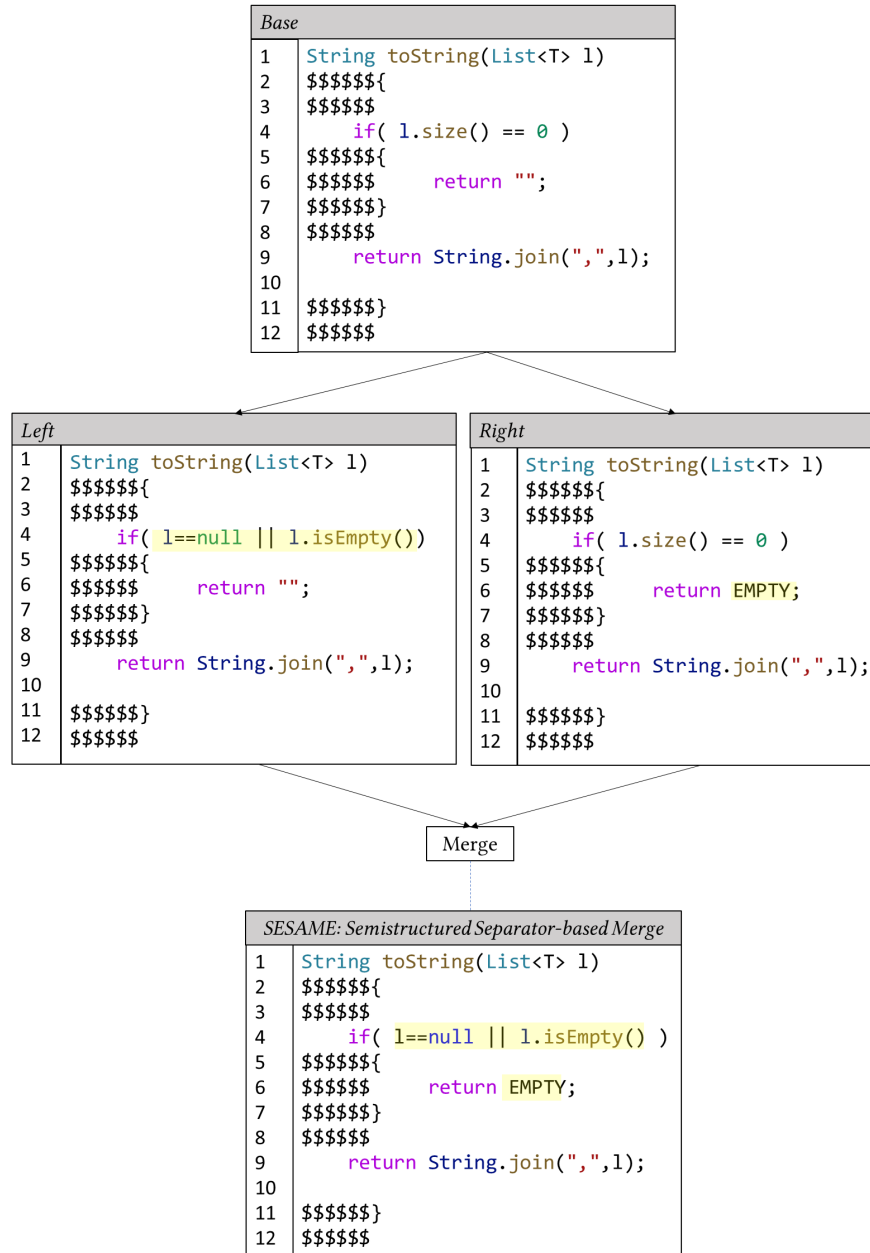 Base
1 String toString(List<T> l)
2 $$$$$${
3 $$$$$$
4 if( l.size() == 0 )
5 $$$$$${
6 $$$$$$ return "";
7 $$$$$$}
8 $$$$$$
9 return String.join(",",l);
10
11 $$$$$$}
12 $$$$$$
Left
1 String toString(List<T> l)
2 $$$$$${
3 $$$$$$
4 if( l==null || l.isEmpty())
5 $$$$$${
6 $$$$$$ return "";
7 $$$$$$}
8 $$$$$$
9 return String.join(",",l);
10
11 $$$$$$}
12 $$$$$$
Right
1 String toString(List<T> l)
2 $$$$$${
3 $$$$$$
4 if( l.size() == 0 )
5 $$$$$${
6 $$$$$$ return EMPTY;
7 $$$$$$}
8 $$$$$$
9 return String.join(",",l);
10
11 $$$$$$}
12 $$$$$$
Merge
SESAME: Semistructured Separator-based Merge
1 String toString(List<T> l)
2 $$$$$${
3 $$$$$$
4 if( l==null || l.isEmpty() )
5 $$$$$${
6 $$$$$$ return EMPTY;
7 $$$$$$}
8 $$$$$$
9 return String.join(",",l);
10
11 $$$$$$}
12 $$$$$$